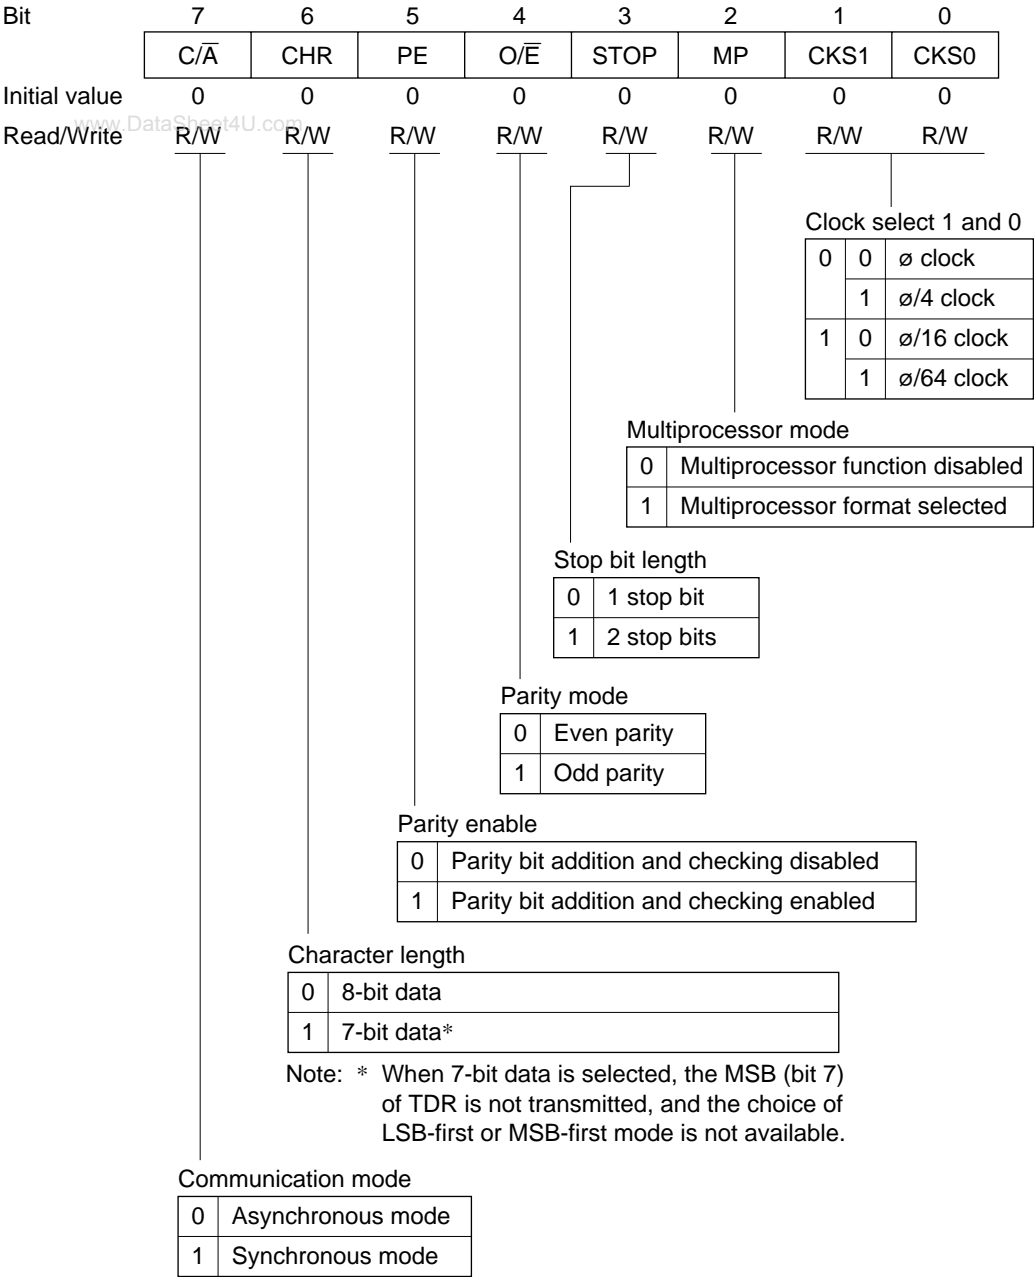 Bit 7 6 5 4 3 2 1 0
C/A̅ CHR PE O/E̅ STOP MP CKS1 CKS0
Initial value 0 0 0 0 0 0 0 0
www.DataSheet4U.com
Read/Write R/W R/W R/W R/W R/W R/W R/W R/W
Clock select 1 and 0
0 0 ø clock
1 ø/4 clock
1 0 ø/16 clock
1 ø/64 clock
Multiprocessor mode
0 Multiprocessor function disabled
1 Multiprocessor format selected
Stop bit length
0 1 stop bit
1 2 stop bits
Parity mode
0 Even parity
1 Odd parity
Parity enable
0 Parity bit addition and checking disabled
1 Parity bit addition and checking enabled
Character length
0 8-bit data
1 7-bit data*
Note: * When 7-bit data is selected, the MSB (bit 7)
of TDR is not transmitted, and the choice of
LSB-first or MSB-first mode is not available.
Communication mode
0 Asynchronous mode
1 Synchronous mode